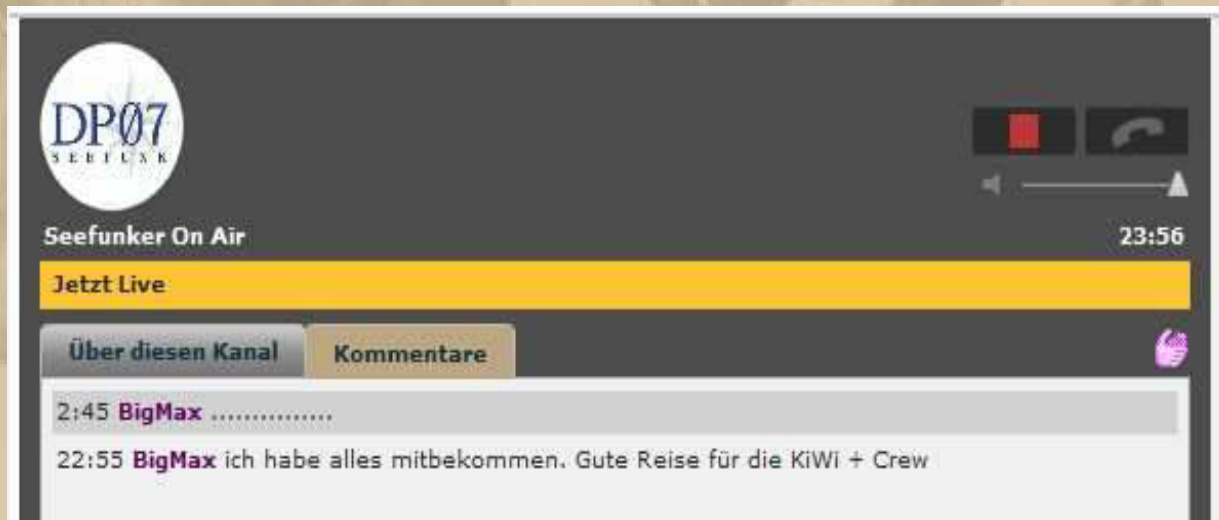 DPØ7
SEEFUNK
Seefunker On Air
23:56
Jetzt Live
Über diesen Kanal
Kommentare
2:45 BigMax ...............
22:55 BigMax ich habe alles mitbekommen. Gute Reise für die KiWi + Crew